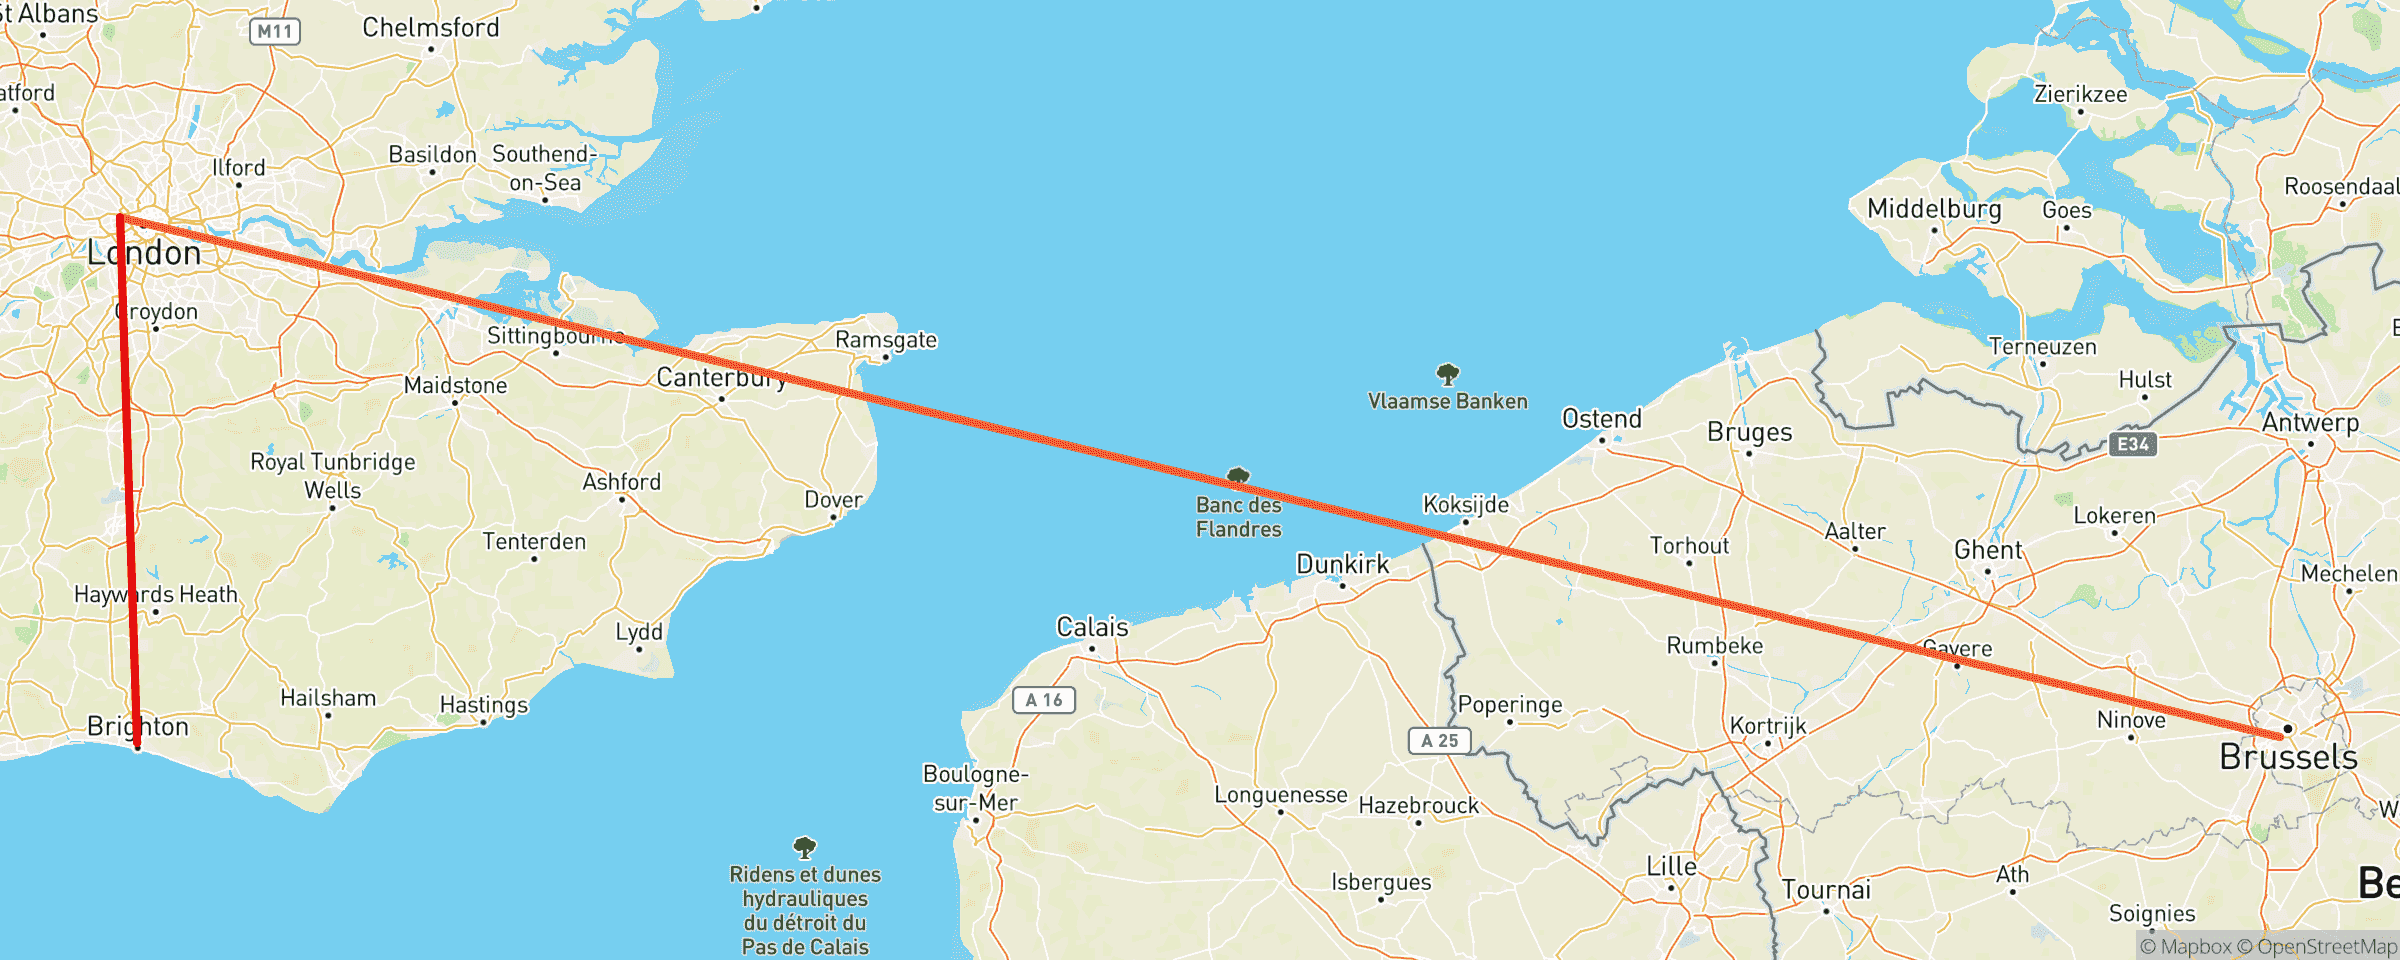 St Albans
M11
Chelmsford
atford
Zierikzee
Ilford
Basildon
Southend-
on-Sea
Roosendaal
Middelburg
Goes
London
Croydon
Sittingbourne
Ramsgate
Terneuzen
Maidstone
Canterbury
Vlaamse Banken
Hulst
Ostend
Bruges
Antwerp
E34
Royal Tunbridge
Wells
Ashford
Dover
Banc des
Flandres
Koksijde
Lokeren
Tenterden
Torhout
Aalter
Ghent
Dunkirk
Mechelen
Haywards Heath
Lydd
Calais
Rumbeke
Gavere
Hailsham
Hastings
A 16
Poperinge
Brighton
A 25
Kortrijk
Ninove
Brussels
Boulogne-
sur-Mer
Longuenesse
Hazebrouck
Ridens et dunes
hydrauliques
du détroit du
Pas de Calais
Isbergues
Lille
Tournai
Ath
Be
Soignies
© Mapbox © OpenStreetMap